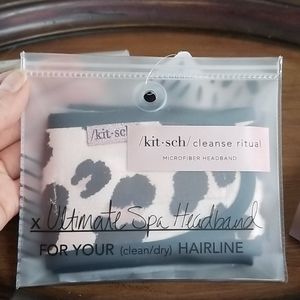 /kit·sch/
/kit·sch/ cleanse ritual
MICROFIBER HEADBAND
x Ultimate Spa Headband
FOR YOUR (clean/dry) HAIRLINE